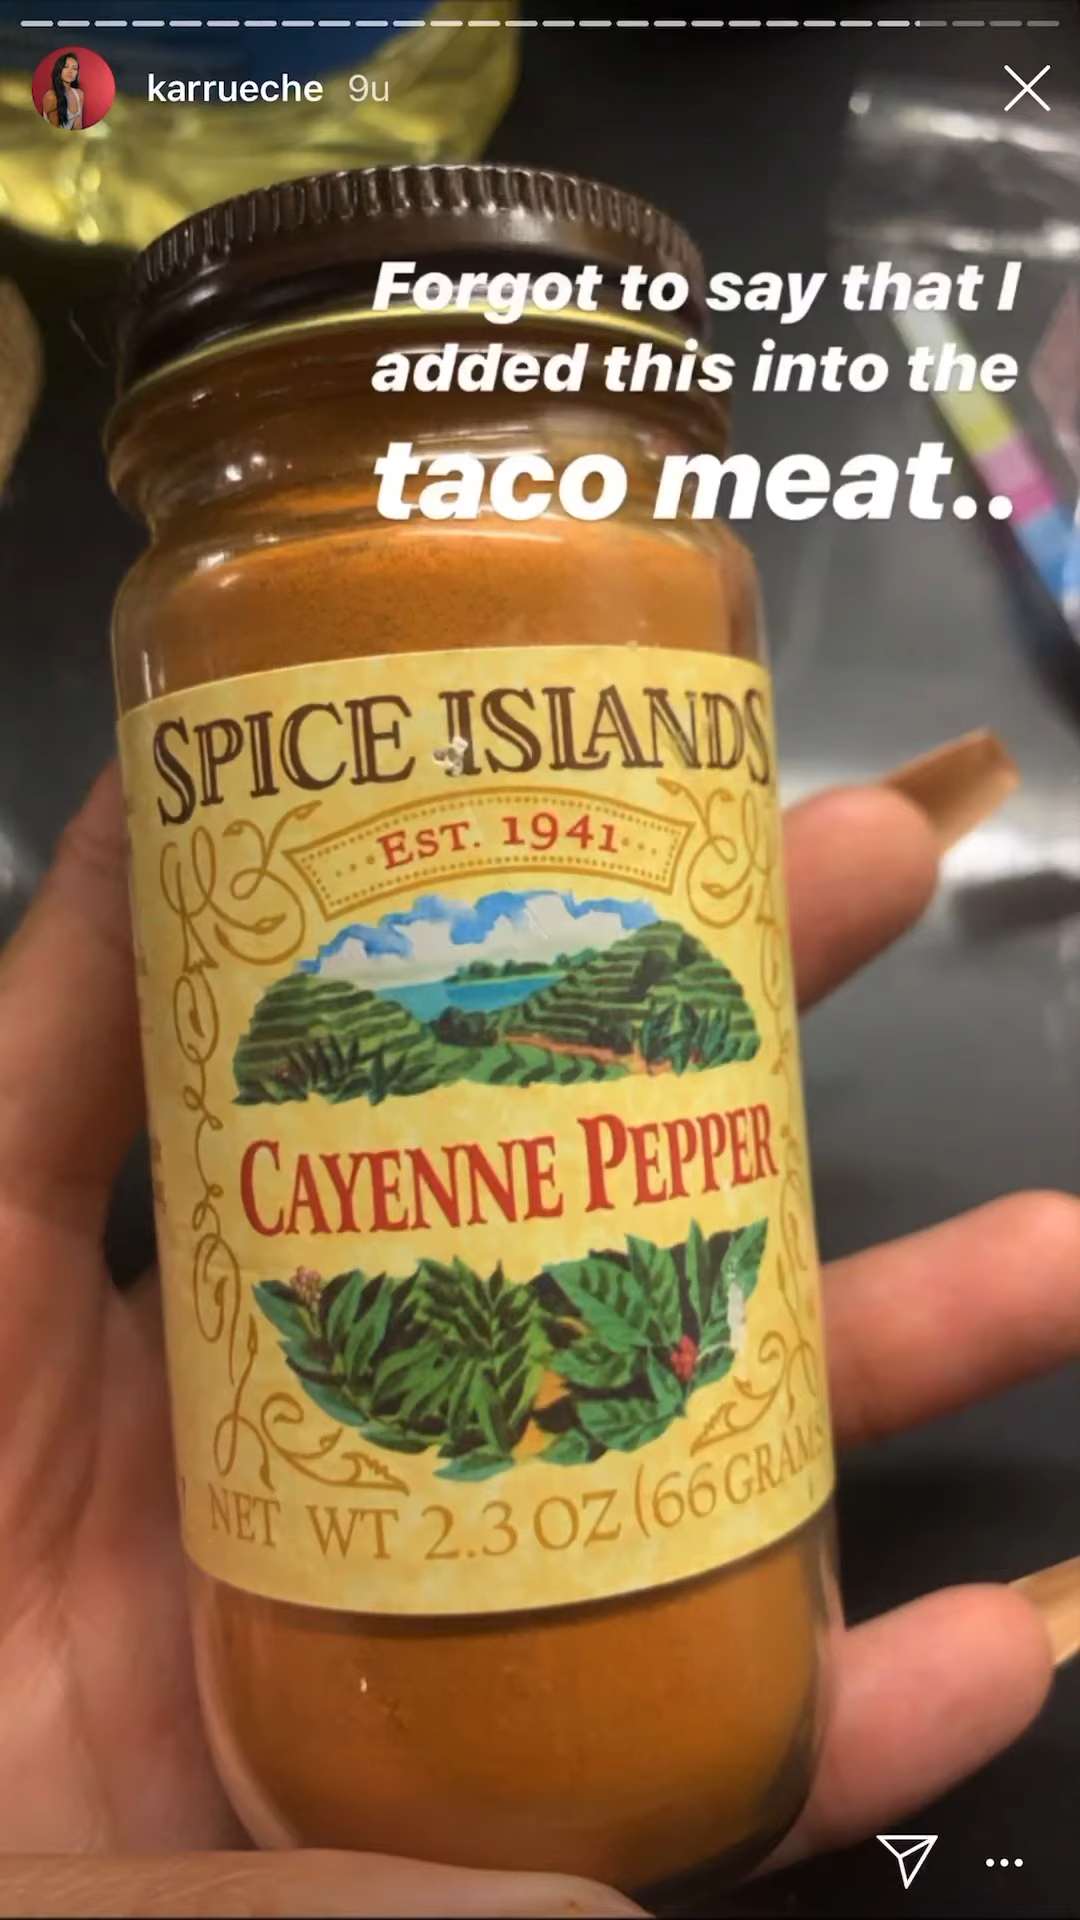 karrueche 9u
Forgot to say that I
added this into the
taco meat..
SPICE ISLANDS
EST. 1941
CAYENNE PEPPER
NET WT 2.3 OZ (66 GRAMS